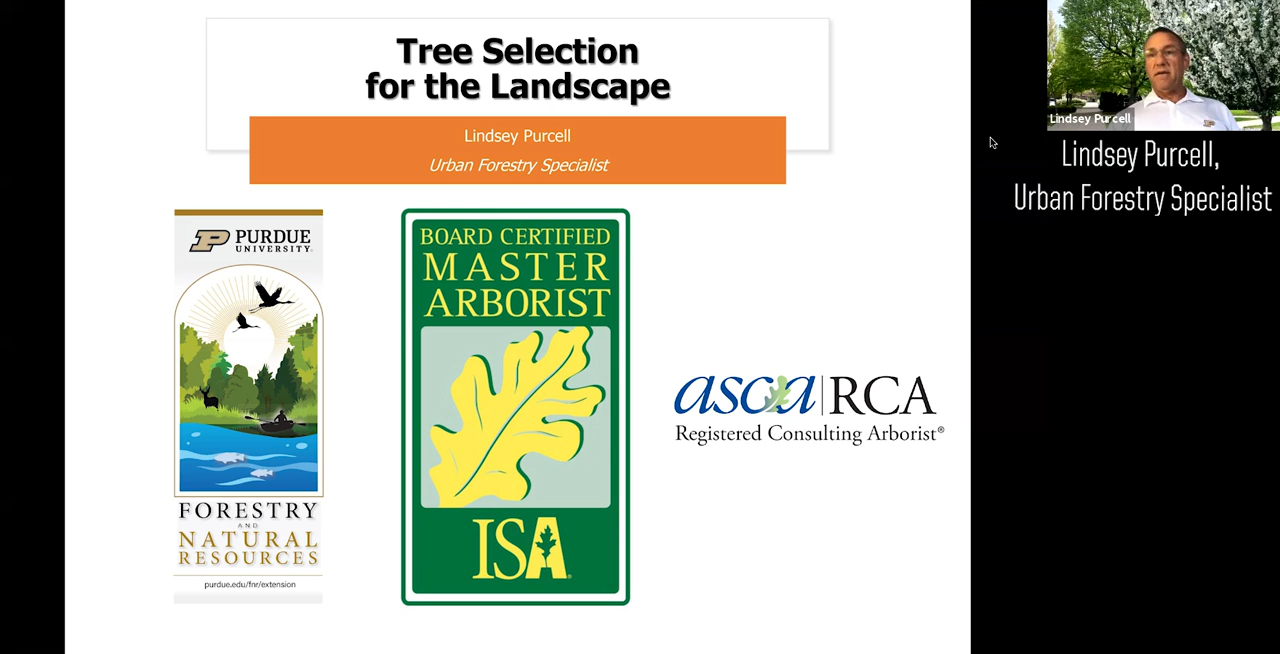 Tree Selection
for the Landscape
Lindsey Purcell
Urban Forestry Specialist
PURDUE
UNIVERSITY®
FORESTRY
AND
NATURAL
RESOURCES
purdue.edu/fnr/extension
BOARD CERTIFIED
MASTER
ARBORIST
ISA
asca|RCA
Registered Consulting Arborist®
Lindsey Purcell
Lindsey Purcell,
Urban Forestry Specialist